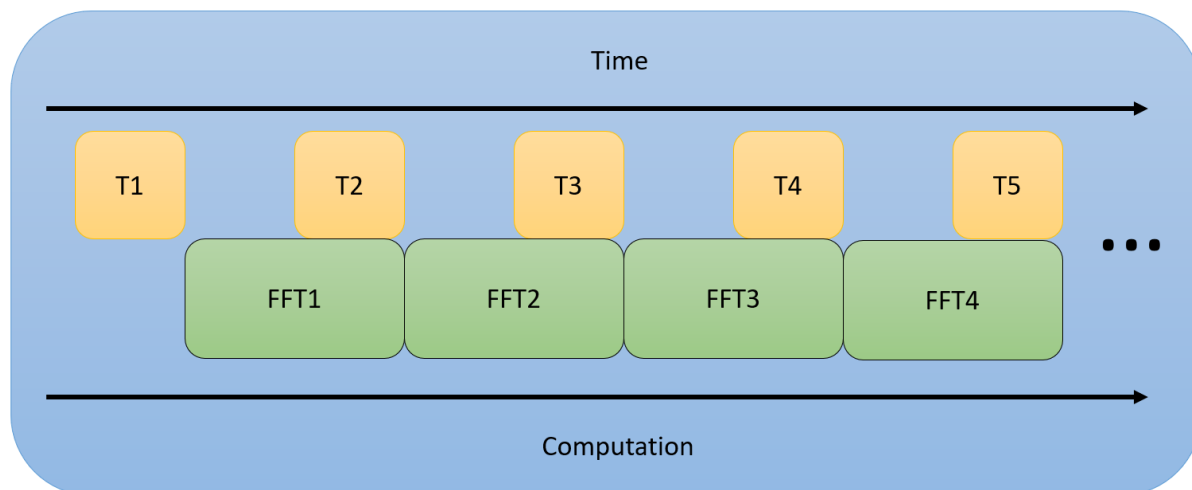 Time
T1 T2 T3 T4 T5
...
FFT1 FFT2 FFT3 FFT4
Computation